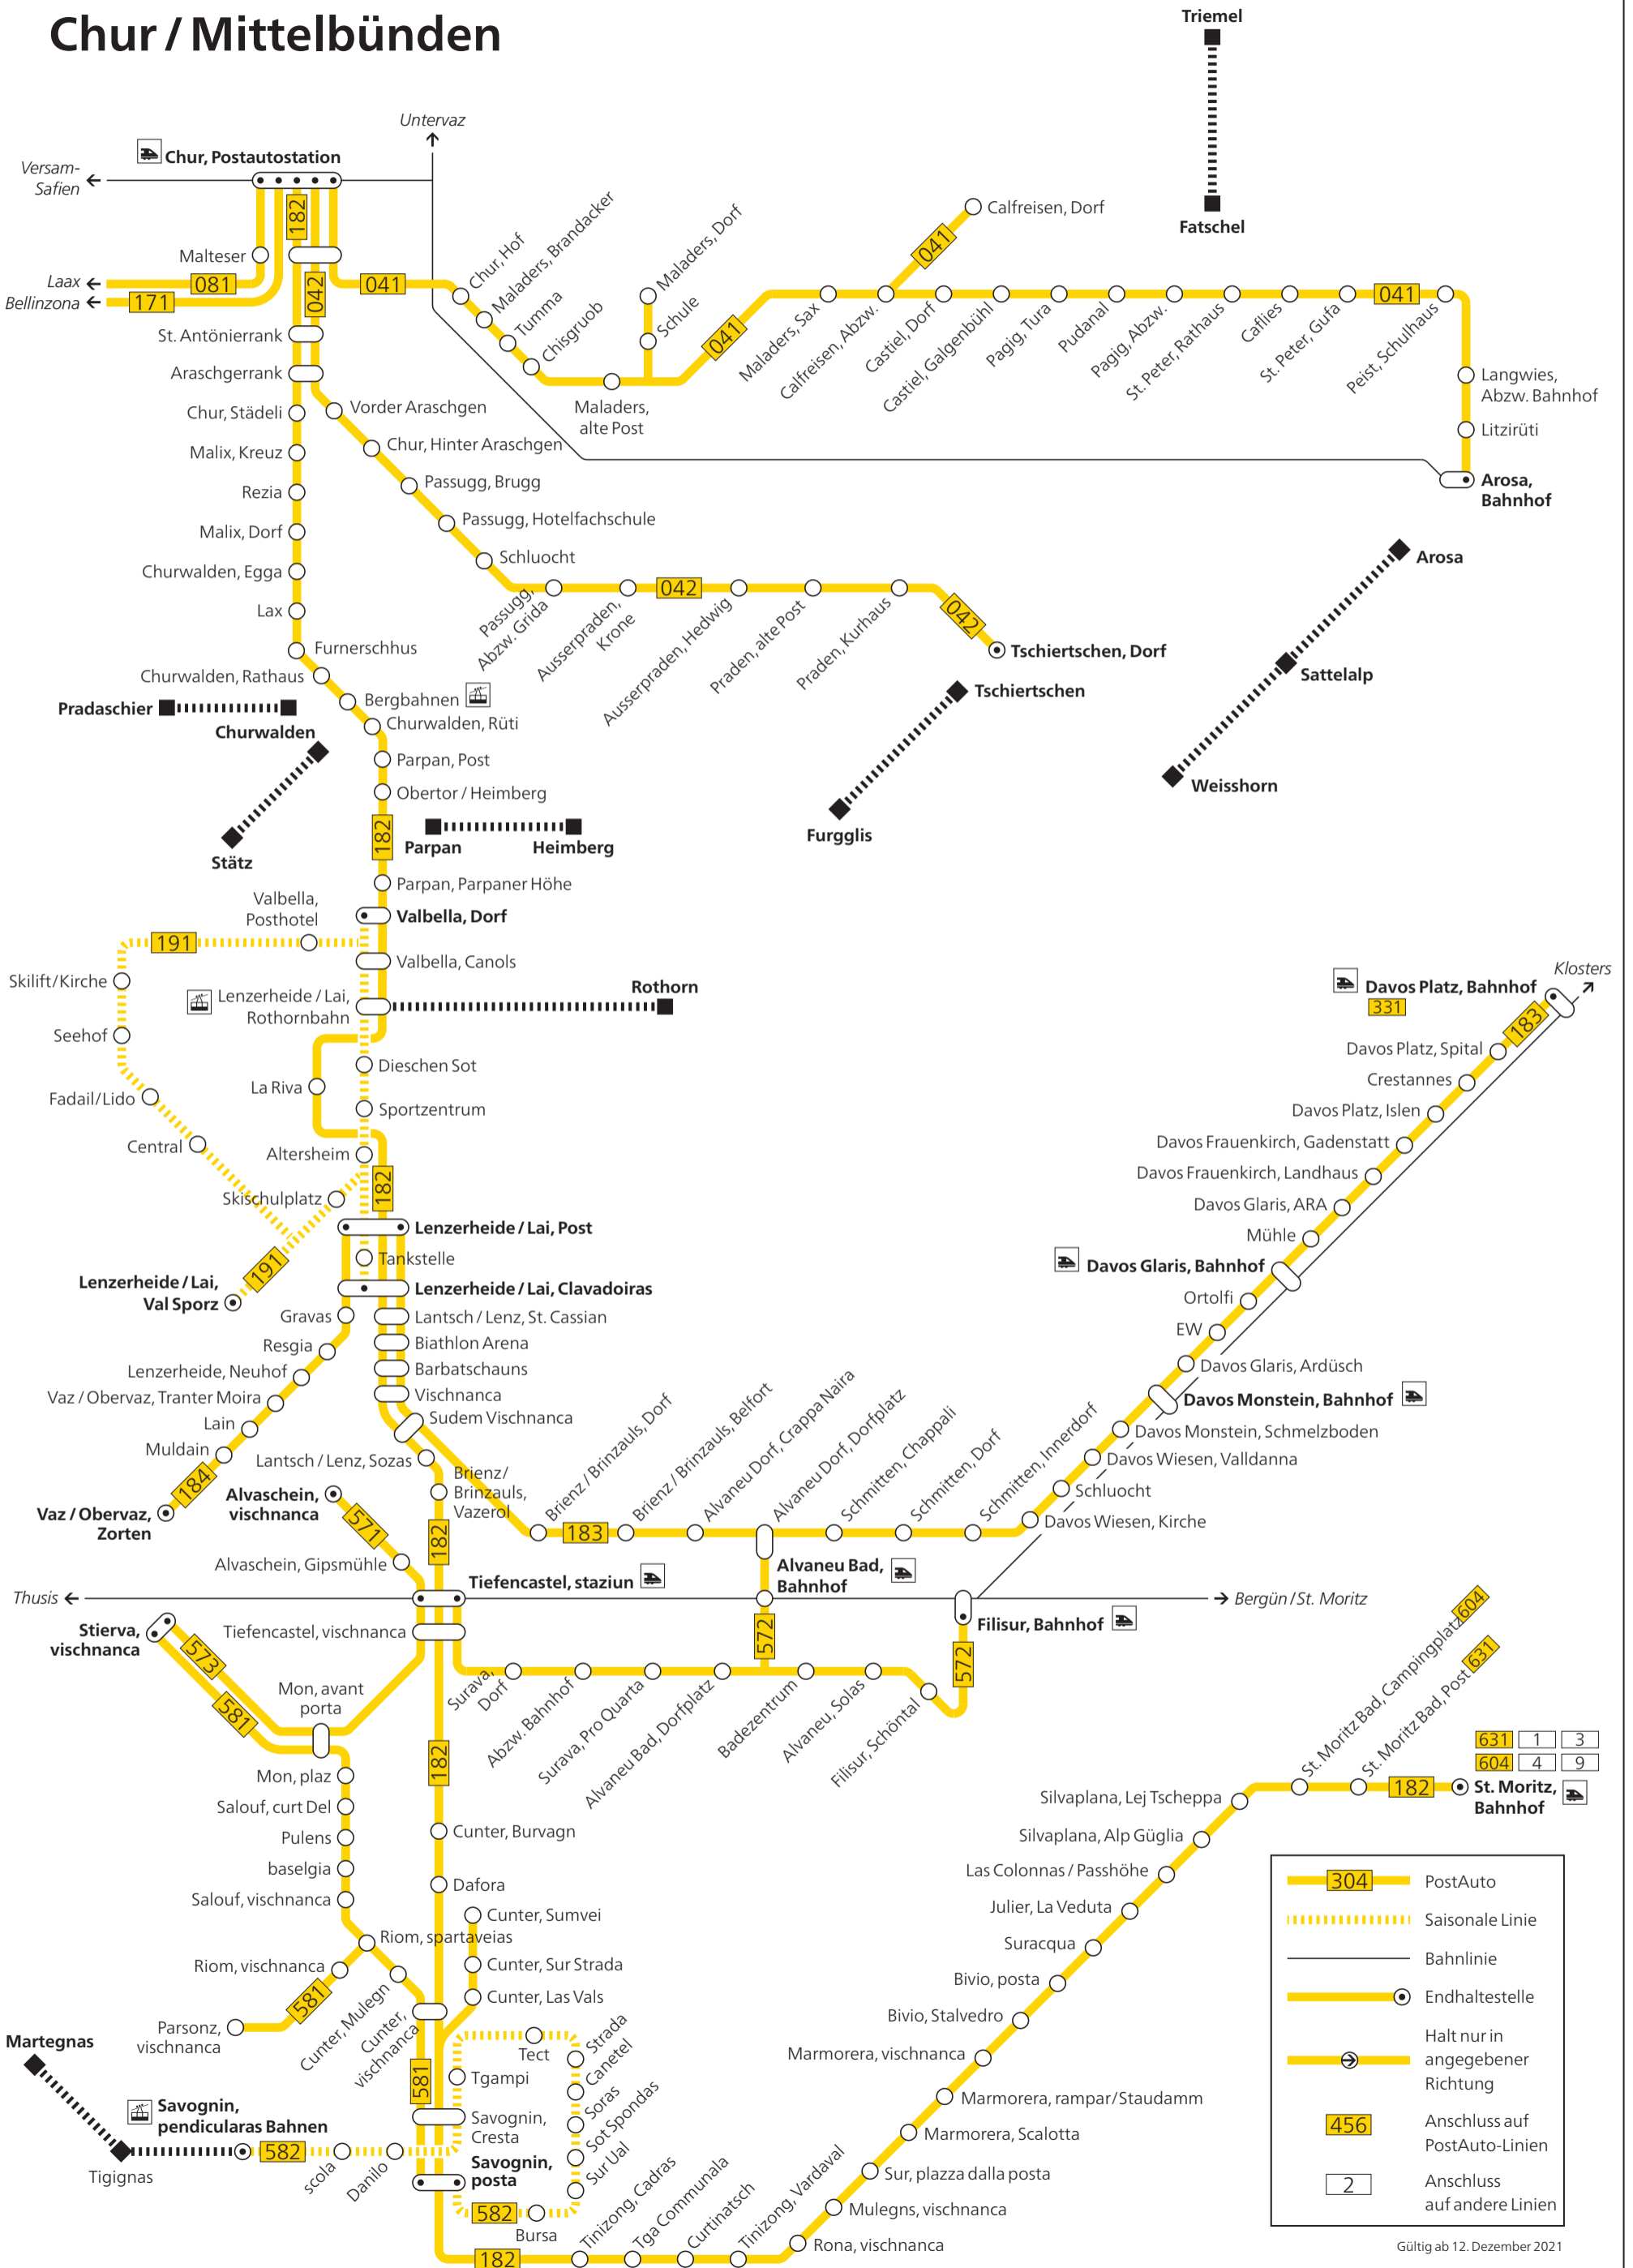 Chur / Mittelbünden
Triemel
Fatschel
Untervaz
Versam-
Safien
Chur, Postautostation
182
Malteser
Laax
081
Bellinzona
171
042
041
Chur, Hof
Maladers, Brandacker
Tumma
Chisgruob
Maladers,
alte Post
Maladers, Dorf
Schule
041
Maladers, Sax
Calfreisen, Abzw.
041
Calfreisen, Dorf
Castiel, Dorf
Castiel, Galgenbühl
Pagig, Tura
Pudanal
Pagig, Abzw.
St. Peter, Rathaus
Caflies
St. Peter, Gufa
041
Peist, Schulhaus
Langwies,
Abzw. Bahnhof
Litzirüti
Arosa,
Bahnhof
St. Antönierrank
Araschgerrank
Chur, Städeli
Malix, Kreuz
Rezia
Malix, Dorf
Churwalden, Egga
Lax
Furnerschhus
Churwalden, Rathaus
Bergbahnen
Churwalden, Rüti
Parpan, Post
Obertor / Heimberg
182
Parpan, Parpaner Höhe
Vorder Araschgen
Chur, Hinter Araschgen
Passugg, Brugg
Passugg, Hotelfachschule
Schluocht
Passugg,
Abzw. Grida
Ausserpraden,
Krone
042
Ausserpraden, Hedwig
Praden, alte Post
Praden, Kurhaus
042
Tschiertschen, Dorf
Tschiertschen
Furgglis
Arosa
Sattelalp
Weisshorn
Pradaschier
Churwalden
Stätz
Parpan
Heimberg
Valbella, Dorf
Valbella,
Posthotel
191
Valbella, Canols
Skilift/Kirche
Lenzerheide / Lai,
Rothornbahn
Rothorn
Seehof
Dieschen Sot
La Riva
Fadail/Lido
Sportzentrum
Central
Altersheim
Skischulplatz
182
Lenzerheide / Lai, Post
Tankstelle
191
Lenzerheide / Lai,
Val Sporz
Lenzerheide / Lai, Clavadoiras
Gravas
Resgia
Lenzerheide, Neuhof
Vaz / Obervaz, Tranter Moira
Lain
Muldain
184
Vaz / Obervaz,
Zorten
Lantsch / Lenz, St. Cassian
Biathlon Arena
Barbatschauns
Vischnanca
Sudem Vischnanca
Lantsch / Lenz, Sozas
Brienz /
Brinzauls,
Vazerol
182
Brienz / Brinzauls, Dorf
183
Brienz / Brinzauls, Belfort
Alvaneu Dorf, Crappa Naira
Alvaneu Dorf, Dorfplatz
Schmitten, Chappali
Schmitten, Dorf
Schmitten, Innerdorf
Davos Wiesen, Kirche
Schluocht
Davos Wiesen, Valldanna
Davos Monstein, Schmelzboden
Davos Monstein, Bahnhof
Davos Glaris, Ardüsch
EW
Ortolfi
Davos Glaris, Bahnhof
Mühle
Davos Glaris, ARA
Davos Frauenkirch, Landhaus
Davos Frauenkirch, Gadenstatt
Davos Platz, Islen
Crestannes
Davos Platz, Spital
183
Davos Platz, Bahnhof
331
Klosters
Alvaschein,
vischnanca
571
Alvaschein, Gipsmühle
Thusis
Tiefencastel, staziun
Tiefencastel, vischnanca
Alvaneu Bad,
Bahnhof
Bergün / St. Moritz
Filisur, Bahnhof
572
572
Surava,
Dorf
Abzw. Bahnhof
Surava, Pro Quarta
Alvaneu Bad, Dorfplatz
Badezentrum
Alvaneu, Solas
Filisur, Schöntal
Stierva,
vischnanca
573
581
Mon, avant
porta
Mon, plaz
Salouf, curt Del
Pulens
baselgia
Salouf, vischnanca
Riom, spartaveias
Riom, vischnanca
581
Parsonz,
vischnanca
Cunter, Mulegn
Cunter,
vischnanca
182
Cunter, Burvagn
Dafora
Cunter, Sumvei
Cunter, Sur Strada
Cunter, Las Vals
581
Tect
Tgampi
Strada
Canetel
Soras
Sot Spondas
Sur Ual
Bursa
582
Savognin,
Cresta
Savognin,
posta
Martegnas
Tigignas
Savognin,
pendicularas Bahnen
582
scola
Danilo
182
Tinizong, Cadras
Tga Communala
Curtinatsch
Tinizong, Vardaval
Rona, vischnanca
Mulegns, vischnanca
Sur, plazza dalla posta
Marmorera, Scalotta
Marmorera, rampar/Staudamm
Marmorera, vischnanca
Bivio, Stalvedro
Bivio, posta
Suracqua
Julier, La Veduta
Las Colonnas / Passhöhe
Silvaplana, Alp Güglia
Silvaplana, Lej Tscheppa
St. Moritz Bad, Campingplatz 604
St. Moritz Bad, Post 631
182
631 1 3
604 4 9
St. Moritz,
Bahnhof
304 PostAuto
Saisonale Linie
Bahnlinie
Endhaltestelle
Halt nur in
angegebener
Richtung
456 Anschluss auf
PostAuto-Linien
2 Anschluss
auf andere Linien
Gültig ab 12. Dezember 2021